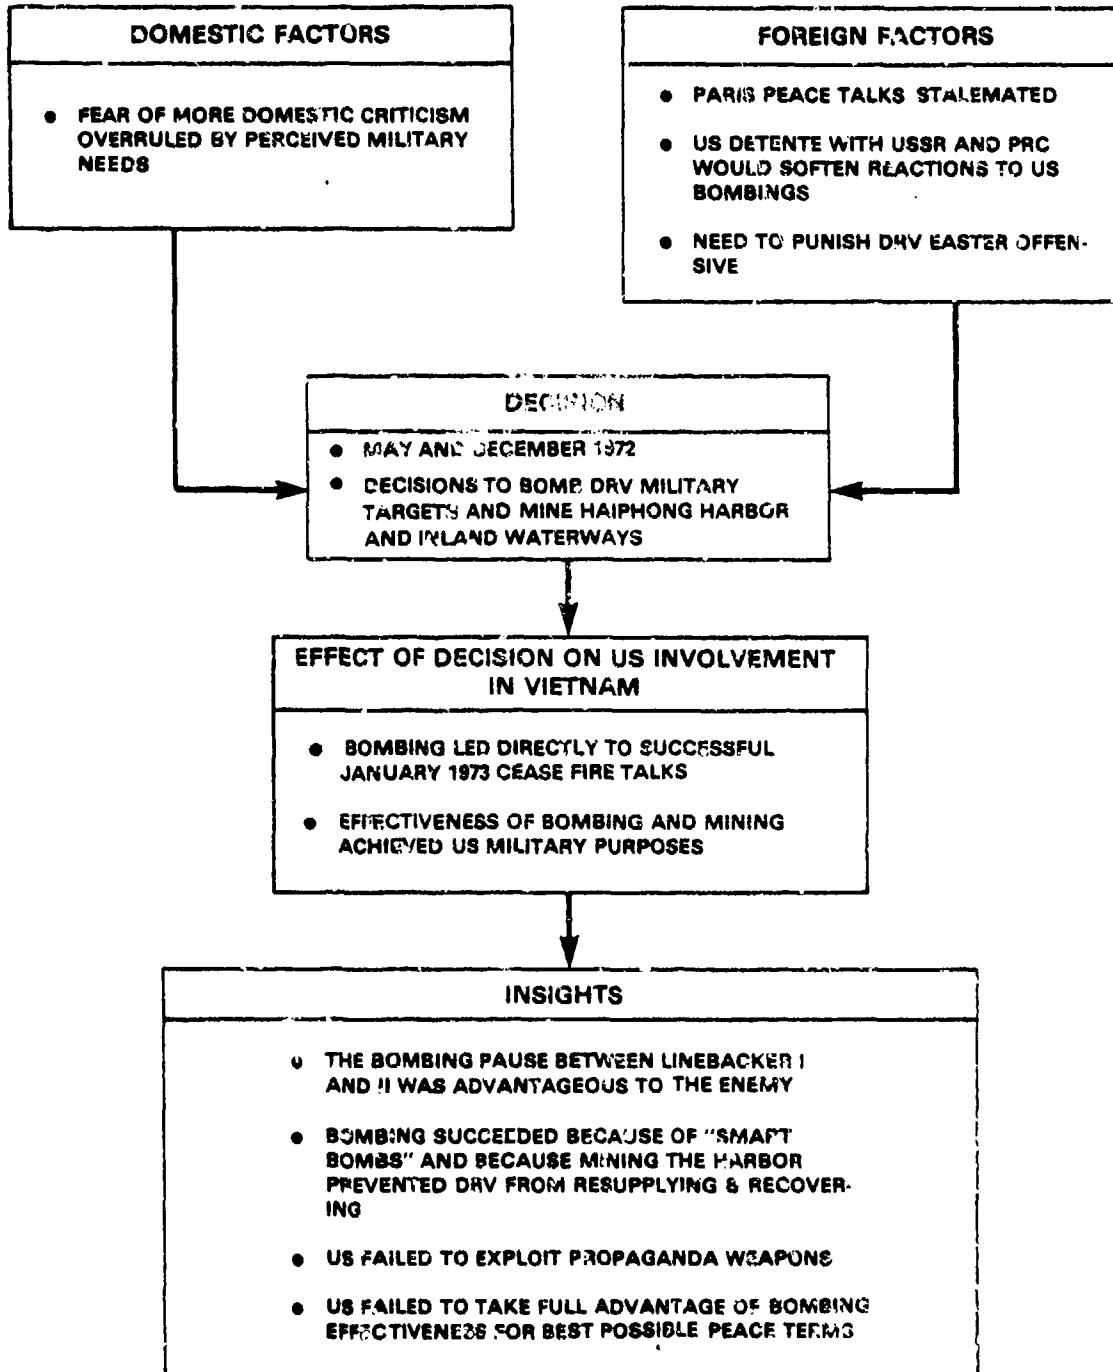 DOMESTIC FACTORS
● FEAR OF MORE DOMESTIC CRITICISM
OVERRULED BY PERCEIVED MILITARY
NEEDS
FOREIGN FACTORS
● PARIS PEACE TALKS STALEMATED
● US DETENTE WITH USSR AND PRC
WOULD SOFTEN REACTIONS TO US
BOMBINGS
● NEED TO PUNISH DRV EASTER OFFEN-
SIVE
DECISION
● MAY AND DECEMBER 1972
● DECISIONS TO BOMB DRV MILITARY
TARGETS AND MINE HAIPHONG HARBOR
AND INLAND WATERWAYS
EFFECT OF DECISION ON US INVOLVEMENT
IN VIETNAM
● BOMBING LED DIRECTLY TO SUCCESSFUL
JANUARY 1973 CEASE FIRE TALKS
● EFFECTIVENESS OF BOMBING AND MINING
ACHIEVED US MILITARY PURPOSES
INSIGHTS
● THE BOMBING PAUSE BETWEEN LINEBACKER I
AND II WAS ADVANTAGEOUS TO THE ENEMY
● BOMBING SUCCEEDED BECAUSE OF "SMART
BOMBS" AND BECAUSE MINING THE HARBOR
PREVENTED DRV FROM RESUPPLYING & RECOVER-
ING
● US FAILED TO EXPLOIT PROPAGANDA WEAPONS
● US FAILED TO TAKE FULL ADVANTAGE OF BOMBING
EFFECTIVENESS FOR BEST POSSIBLE PEACE TERMS